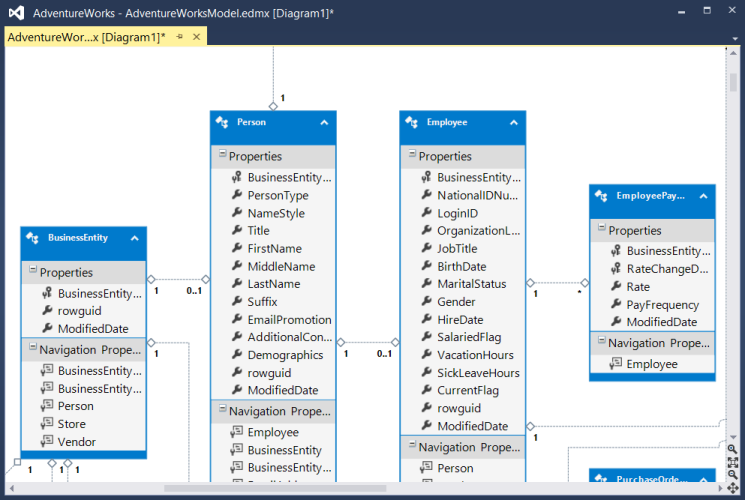 AdventureWorks - AdventureWorksModel.edmx [Diagram1]*
AdventureWor...x [Diagram1]*
1
Person
Properties
BusinessEntity...
PersonType
NameStyle
Title
FirstName
MiddleName
LastName
Suffix
EmailPromotion
AdditionalCon...
Demographics
rowguid
ModifiedDate
Navigation Prope...
Employee
BusinessEntity
BusinessEntity...
Employee
Properties
BusinessEntity...
NationalIDNu...
LoginID
OrganizationL...
JobTitle
BirthDate
MaritalStatus
Gender
HireDate
SalariedFlag
VacationHours
SickLeaveHours
CurrentFlag
rowguid
ModifiedDate
Navigation Prope...
Person
EmployeePay...
Properties
BusinessEntity...
RateChangeD...
Rate
PayFrequency
ModifiedDate
Navigation Prope...
Employee
BusinessEntity
Properties
BusinessEntity...
rowguid
ModifiedDate
Navigation Prope...
BusinessEntity...
BusinessEntity...
Person
Store
Vendor
1
0..1
1
1
0..1
1
*
1
1
1
1
PurchaseOrde...